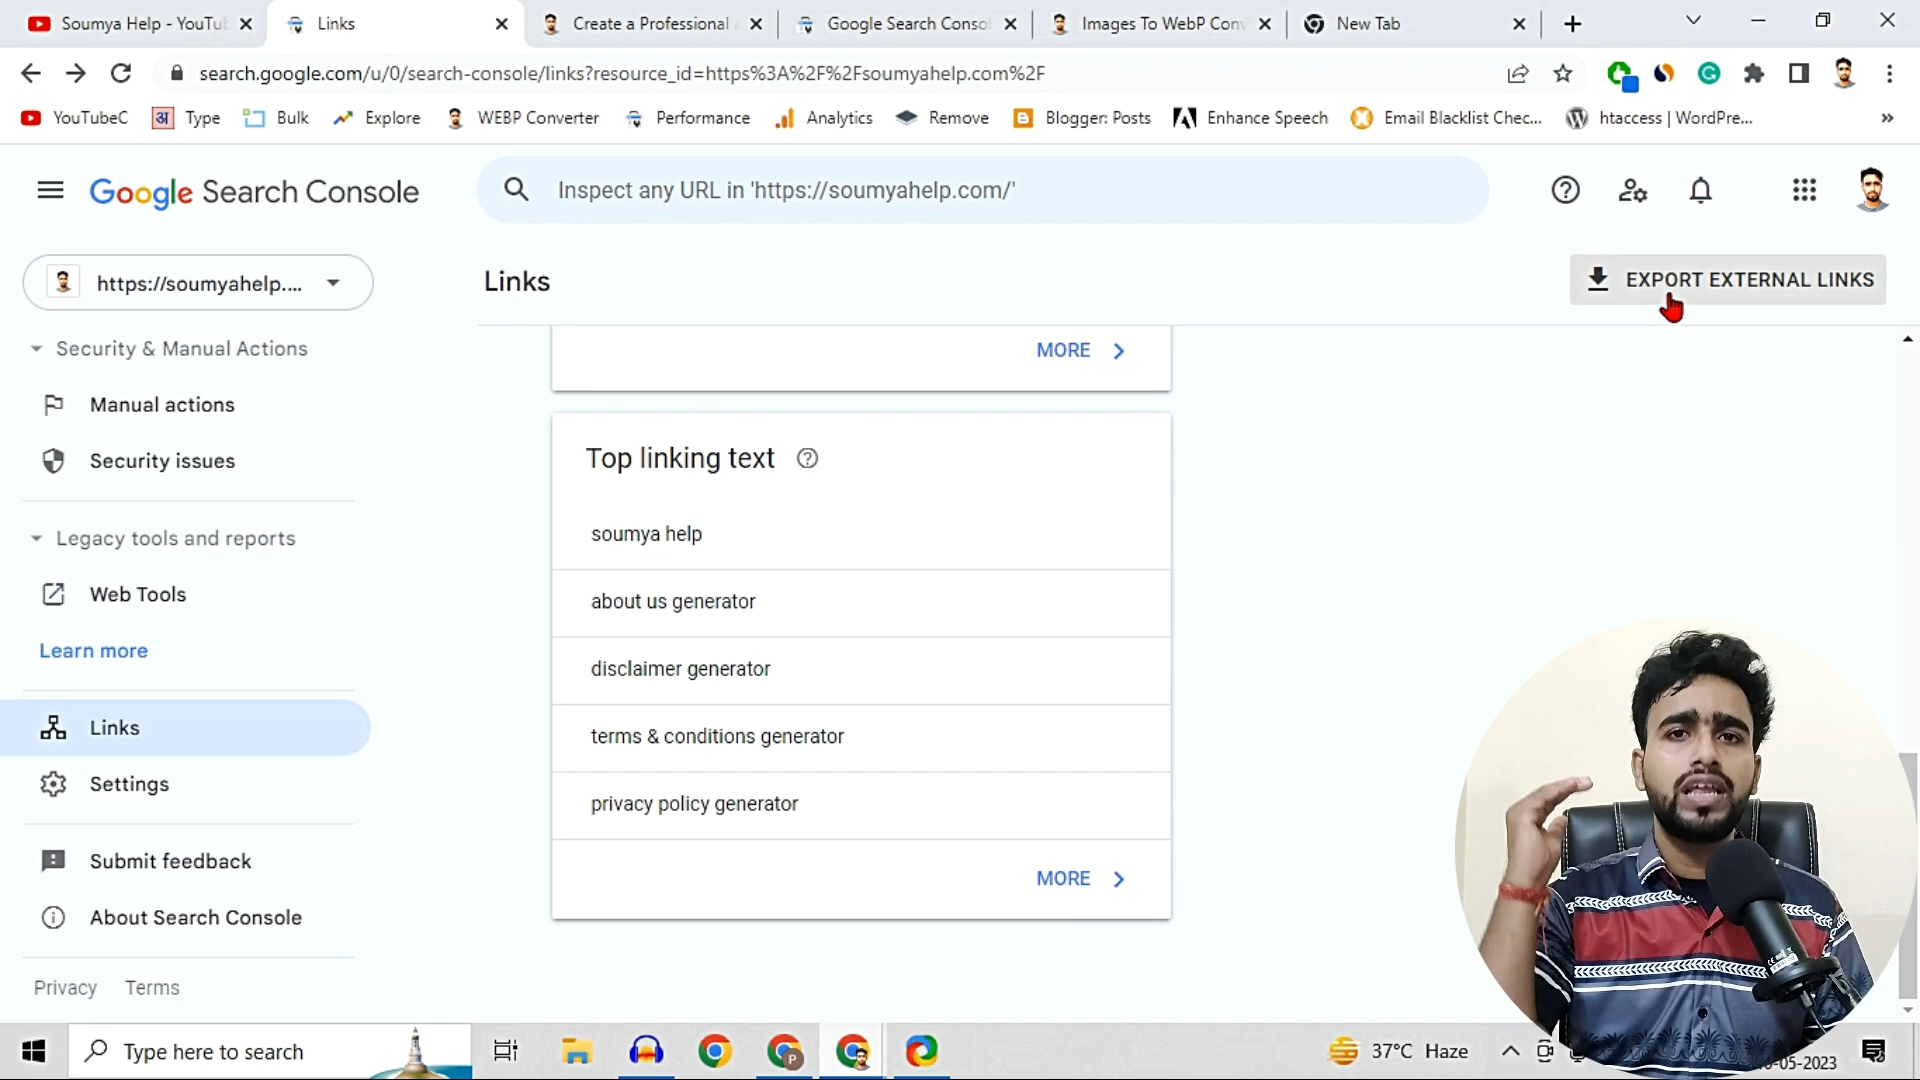 Soumya Help - YouTu
Links
Create a Professional
Google Search Conso
Images To WebP Con
New Tab
search.google.com/u/0/search-console/links?resource_id=https%3A%2F%2Fsoumyahelp.com%2F
YouTubeC
अ Type
Bulk
Explore
WEBP Converter
Performance
Analytics
Remove
Blogger: Posts
Enhance Speech
Email Blacklist Chec...
htaccess | WordPre...
Google Search Console
Inspect any URL in 'https://soumyahelp.com/'
https://soumyahelp....
Links
EXPORT EXTERNAL LINKS
Security & Manual Actions
Manual actions
Security issues
Legacy tools and reports
Web Tools
Learn more
Links
Settings
Submit feedback
About Search Console
Privacy Terms
MORE
Top linking text
soumya help
about us generator
disclaimer generator
terms & conditions generator
privacy policy generator
MORE
Type here to search
P
37°C Haze
-05-2023